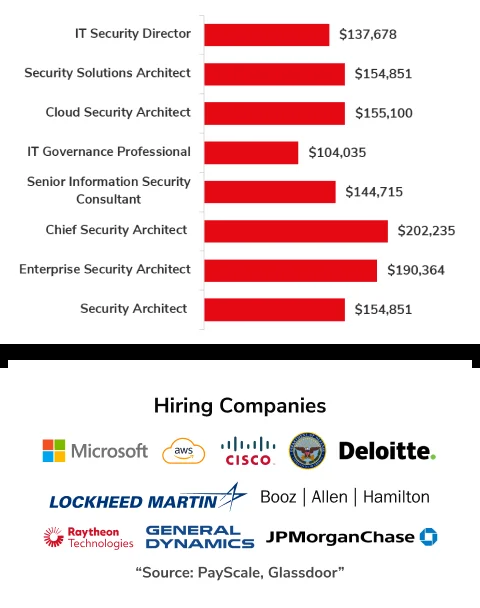 IT Security Director $137,678
Security Solutions Architect $154,851
Cloud Security Architect $155,100
IT Governance Professional $104,035
Senior Information Security
Consultant $144,715
Chief Security Architect $202,235
Enterprise Security Architect $190,364
Security Architect $154,851
Hiring Companies
Microsoft aws CISCO Deloitte.
LOCKHEED MARTIN Booz | Allen | Hamilton
Raytheon
Technologies
GENERAL
DYNAMICS
JPMorganChase
“Source: PayScale, Glassdoor”